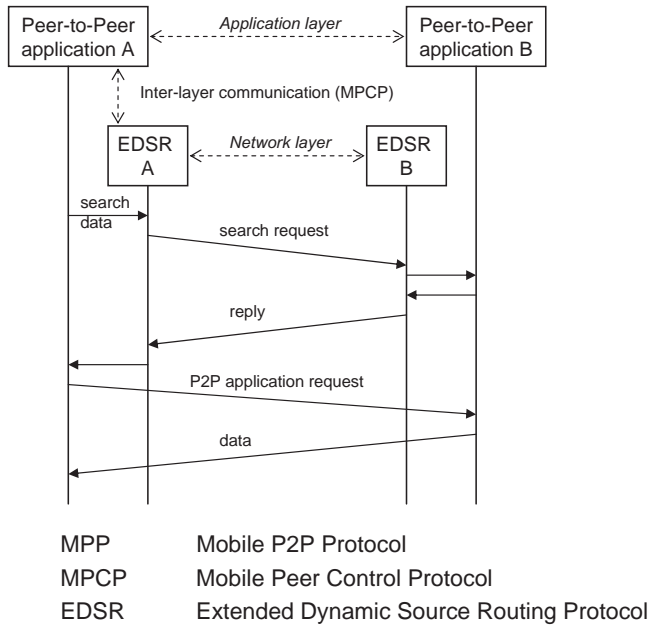 Peer-to-Peer
application A
Application layer
Peer-to-Peer
application B
Inter-layer communication (MPCP)
EDSR
A
Network layer
EDSR
B
search
data
search request
reply
P2P application request
data
MPP Mobile P2P Protocol
MPCP Mobile Peer Control Protocol
EDSR Extended Dynamic Source Routing Protocol